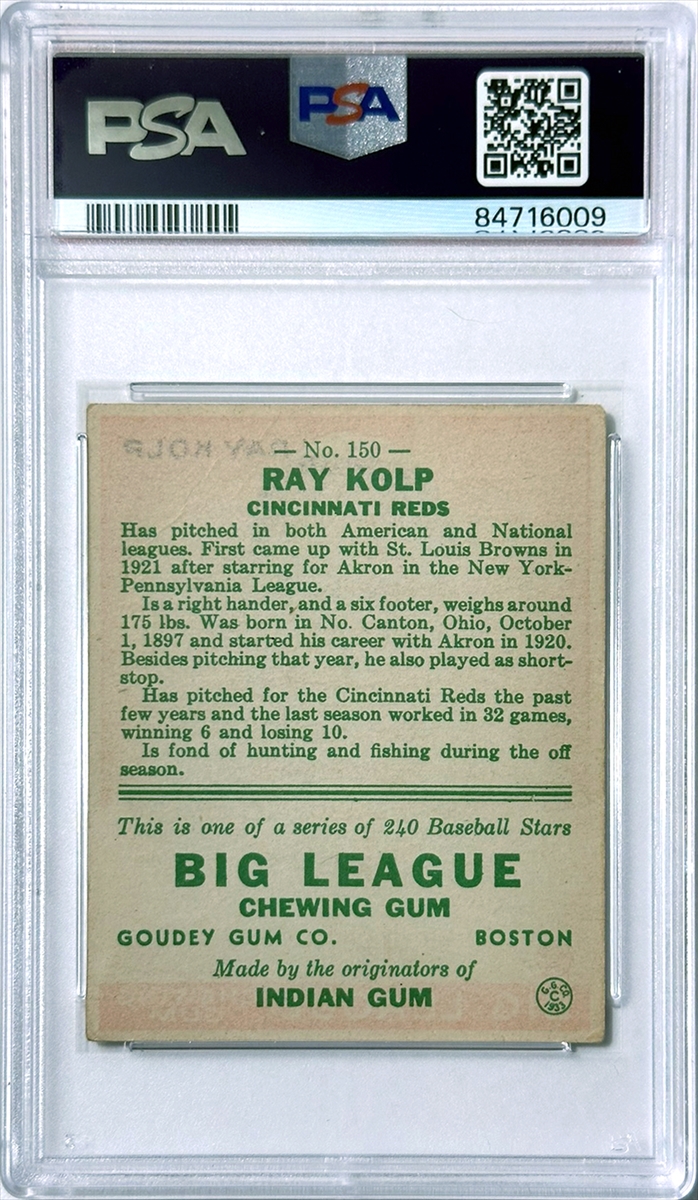 PSA
PSA
84716009
RAY KOLP
— No. 150 —
RAY KOLP
CINCINNATI REDS
Has pitched in both American and National
leagues. First came up with St. Louis Browns in
1921 after starring for Akron in the New York-
Pennsylvania League.
Is a right hander, and a six footer, weighs around
175 lbs. Was born in No. Canton, Ohio, October
1, 1897 and started his career with Akron in 1920.
Besides pitching that year, he also played as short-
stop.
Has pitched for the Cincinnati Reds the past
few years and the last season worked in 32 games,
winning 6 and losing 10.
Is fond of hunting and fishing during the off
season.
This is one of a series of 240 Baseball Stars
BIG LEAGUE
CHEWING GUM
GOUDEY GUM CO. BOSTON
Made by the originators of
INDIAN GUM
G. G. CO.
C
1933